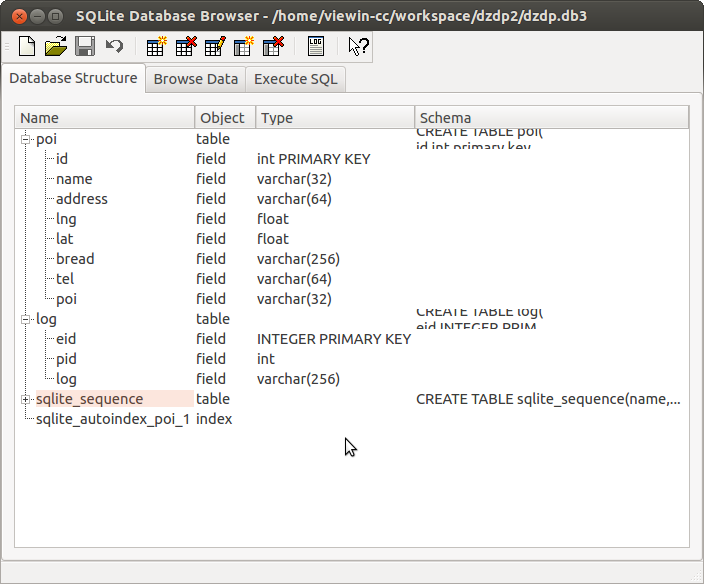 SQLite Database Browser - /home/viewin-cc/workspace/dzdp2/dzdp.db3
LOG
Database Structure Browse Data Execute SQL
Name Object Type Schema
poi table CREATE TABLE poi(
id int primary key
id field int PRIMARY KEY
name field varchar(32)
address field varchar(64)
lng field float
lat field float
bread field varchar(256)
tel field varchar(64)
poi field varchar(32)
log table CREATE TABLE log(
eid INTEGER PRIM
eid field INTEGER PRIMARY KEY
pid field int
log field varchar(256)
sqlite_sequence table CREATE TABLE sqlite_sequence(name,...
sqlite_autoindex_poi_1 index